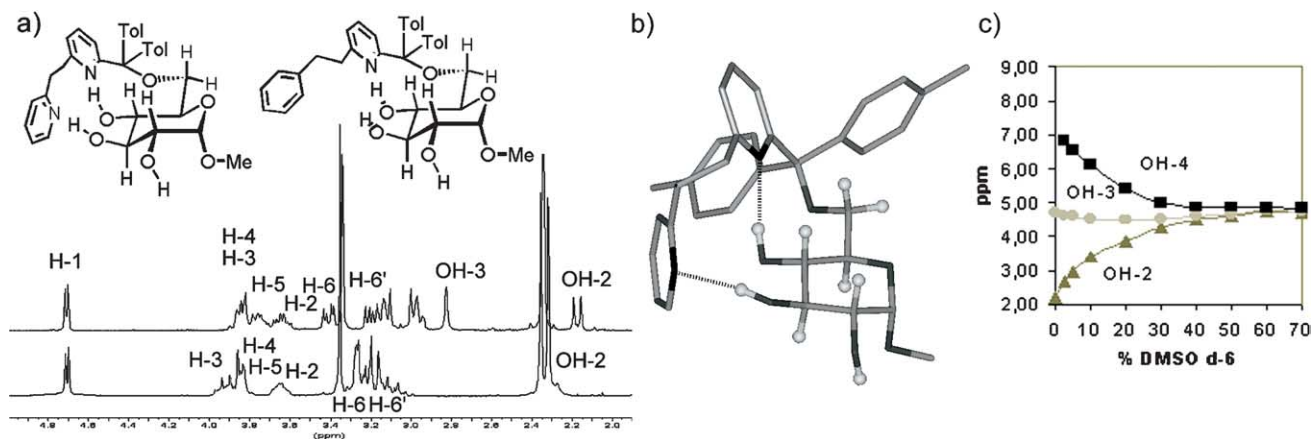 a)
b)
c)
Tol
Tol
N
O
H
H
H
O
H
O
H
O
H
O
H
O
H
O-Me
N
Tol
Tol
N
O
H
H
H
O
H
O
H
O
H
O
H
O
H
O-Me
H-1
H-4
H-3
H-5
H-2
H-6
H-6'
OH-3
OH-2
H-3
H-4
H-5
H-2
H-6 H-6'
OH-2
4.6 4.4 4.2 4.0 3.8 3.6 3.4 3.2 3.0 2.8 2.6 2.4 2.2 2.0
(ppm)
9,00
8,00
7,00
6,00
5,00
4,00
3,00
2,00
ppm
OH-4
OH-3
OH-2
0 10 20 30 40 50 60 70
% DMSO d-6